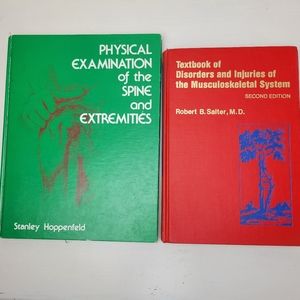 PHYSICAL
EXAMINATION
of the
SPINE
and
EXTREMITIES
Stanley Hoppenfeld
Textbook of
Disorders and Injuries of
the Musculoskeletal System
SECOND EDITION
Robert B. Salter, M.D.